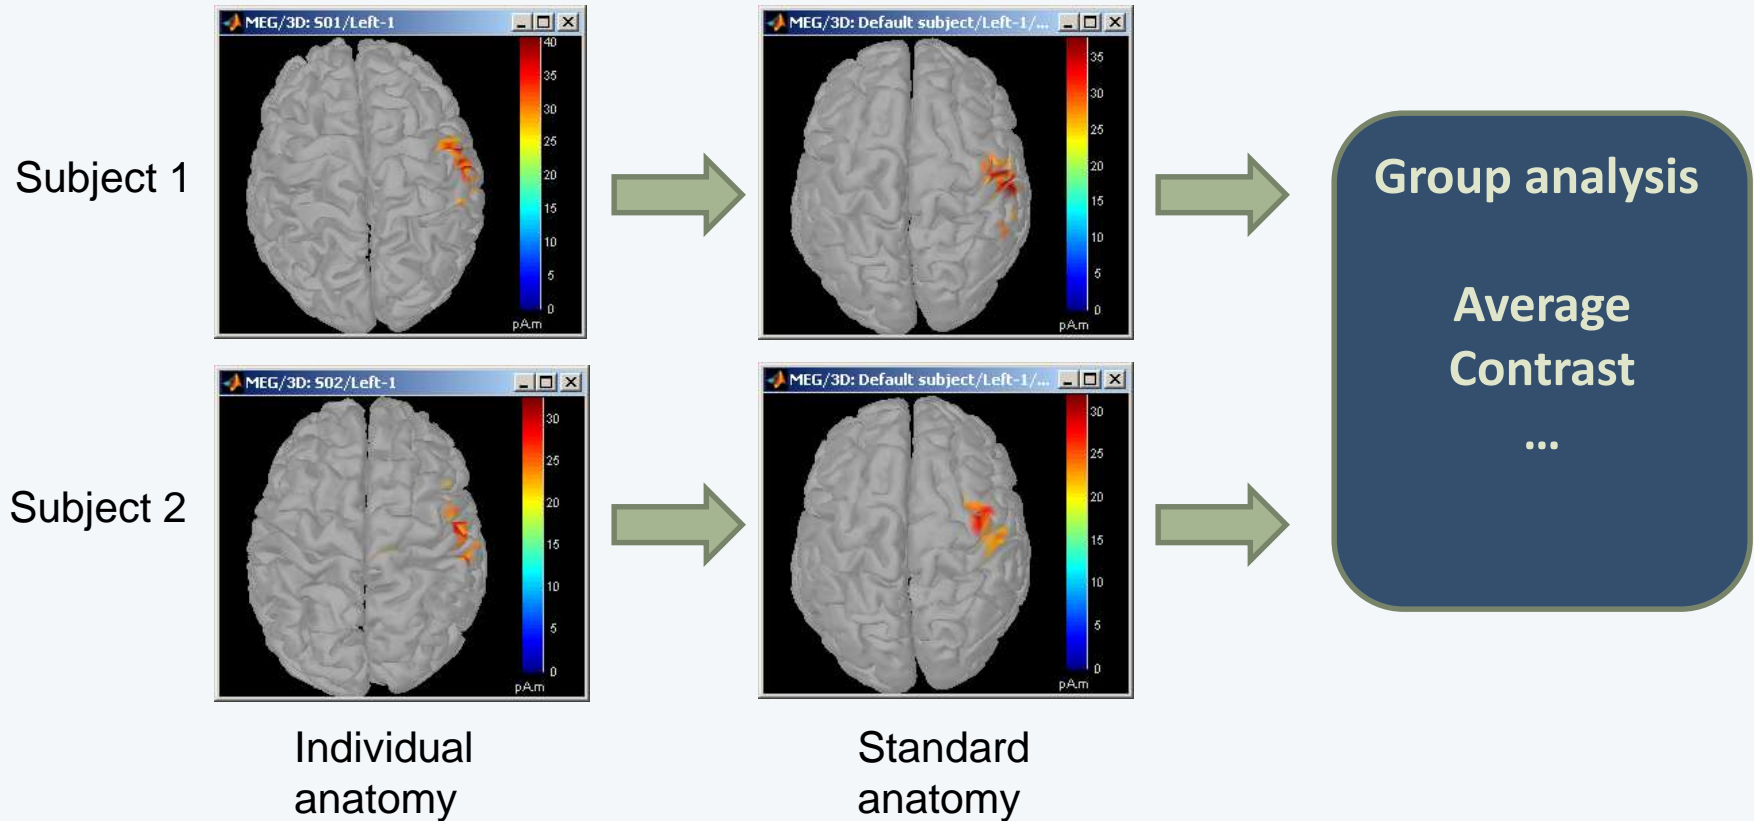 MEG/3D: S01/Left-1
40
35
30
25
20
15
10
5
0
pA.m
MEG/3D: Default subject/Left-1/...
35
30
25
20
15
10
5
0
pA.m
Subject 1
Group analysis
Average
Contrast
...
MEG/3D: S02/Left-1
30
25
20
15
10
5
0
pA.m
MEG/3D: Default subject/Left-1/...
30
25
20
15
10
5
0
pA.m
Subject 2
Individual
anatomy
Standard
anatomy